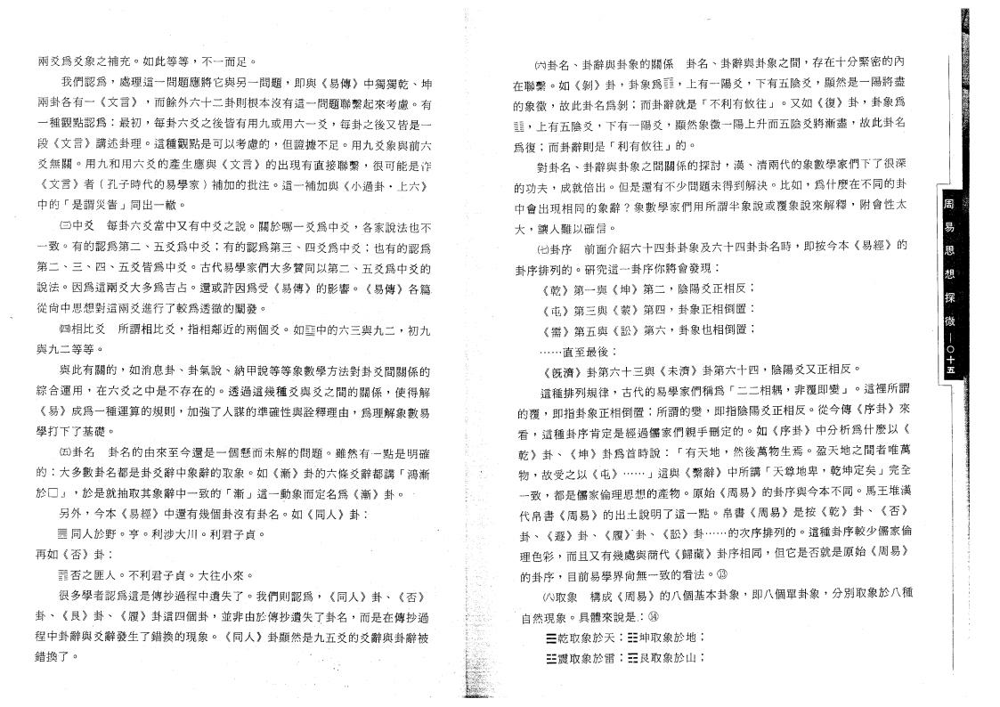 兩爻爲爻象之補充。如此等等，不一而足。
我們認爲，處理這一問題應將它與另一問題，即與《易傳》中獨獨乾、坤
兩卦各有一《文言》，而餘外六十二卦則根本沒有這一問題聯繫起來考慮。有
一種觀點認爲：最初，每卦六爻之後皆有用九或用六一爻，每卦之後又皆是一
段《文言》講述卦理。這種觀點是可以考慮的，但證據不足。用九爻象與前六
爻無關。用九和用六爻的產生應與《文言》的出現有直接聯繫，很可能是作
《文言》者（孔子時代的易學家）補加的批注。這一補加與《小過卦·上六》
中的「是謂災眚」同出一轍。
㈢中爻　每卦六爻當中又有中爻之說。關於哪一爻爲中爻，各家說法也不
一致。有的認爲第二、五爻爲中爻；有的認爲第三、四爻爲中爻；也有的認爲
第二、三、四、五爻皆爲中爻。古代易學家們大多贊同以第二、五爻爲中爻的
說法。因爲這兩爻大多爲吉占。還或許因爲受《易傳》的影響。《易傳》各篇
從尙中思想對這兩爻進行了較爲透徹的闡發。
㈣相比爻　所謂相比爻，指相鄰近的兩個爻。如中的六三與九二，初九
與九二等等。
與此有關的，如消息卦、卦氣說、納甲說等等象數學方法對卦爻間關係的
綜合運用，在六爻之中是不存在的。透過這幾種爻與爻之間的關係，使得解
《易》成爲一種運算的規則，加強了人謀的準確性與詮釋理由，爲理解象數易
學打下了基礎。
㈤卦名　卦名的由來至今還是一個懸而未解的問題。雖然有一點是明確
的：大多數卦名都是卦爻辭中象辭的取象。如《漸》卦的六條爻辭都講「鴻漸
於□」，於是就抽取其象辭中一致的「漸」這一動象而定名爲《漸》卦。
另外，今本《易經》中還有幾個卦沒有卦名。如《同人》卦：
䷌同人於野。亨。利涉大川。利君子貞。
再如《否》卦：
䷋否之匪人。不利君子貞。大往小來。
很多學者認爲這是傳抄過程中遺失了。我們則認爲，《同人》卦、《否》
卦、《艮》卦、《履》卦這四個卦，並非由於傳抄遺失了卦名，而是在傳抄過
程中卦辭與爻辭發生了錯換的現象。《同人》卦顯然是九五爻的爻辭與卦辭被
錯換了。
㈥卦名、卦辭與卦象的關係　卦名、卦辭與卦象之間，存在十分緊密的內
在聯繫。如《剝》卦，卦象爲䷖，上有一陽爻，下有五陰爻，顯然是一陽將盡
的象徵，故此卦名爲剝；而卦辭就是「不利有攸往」。又如《復》卦，卦象爲
䷗，上有五陰爻，下有一陽爻，顯然象徵一陽上升而五陰爻將漸盡，故此卦名
爲復；而卦辭則是「利有攸往」的。
對卦名、卦辭與卦象之間關係的探討，漢、清兩代的象數學家們下了很深
的功夫，成就倍出。但是還有不少問題未得到解決。比如，爲什麼在不同的卦
中會出現相同的象辭？象數學家們用所謂半象說或覆象說來解釋，附會性太
大，讓人難以確信。
㈦卦序　前面介紹六十四卦卦象及六十四卦卦名時，即按今本《易經》的
卦序排列的。研究這一卦序你將會發現：
《乾》第一與《坤》第二，陰陽爻正相反；
《屯》第三與《蒙》第四，卦象正相倒置：
《需》第五與《訟》第六，卦象也相倒置；
……直至最後：
《旣濟》卦第六十三與《未濟》卦第六十四，陰陽爻又正相反。
這種排列規律，古代的易學家們稱爲「二二相耦，非覆即變」。這裡所謂
的覆，即指卦象正相倒置；所謂的變，即指陰陽爻正相反。從今傳《序卦》來
看，這種卦序肯定是經過儒家們親手刪定的。如《序卦》中分析爲什麼以《
乾》卦、《坤》卦爲首時說：「有天地，然後萬物生焉。盈天地之間者唯萬
物，故受之以《屯》……」這與《繫辭》中所講「天尊地卑，乾坤定矣」完全
一致，都是儒家倫理思想的產物。原始《周易》的卦序與今本不同。馬王堆漢
代帛書《周易》的出土說明了這一點。帛書《周易》是按《乾》卦、《否》
卦、《遯》卦、《履》卦、《訟》卦……的次序排列的。這種卦序較少儒家倫
理色彩，而且又有幾處與商代《歸藏》卦序相同，但它是否就是原始《周易》
的卦序，目前易學界尙無一致的看法。⑬
㈧取象　構成《周易》的八個基本卦象，即八個單卦象，分別取象於八種
自然現象。具體來說是：⑭
☰乾取象於天；☷坤取象於地；
☳震取象於雷；☶艮取象於山；
周易思想探微—〇十五